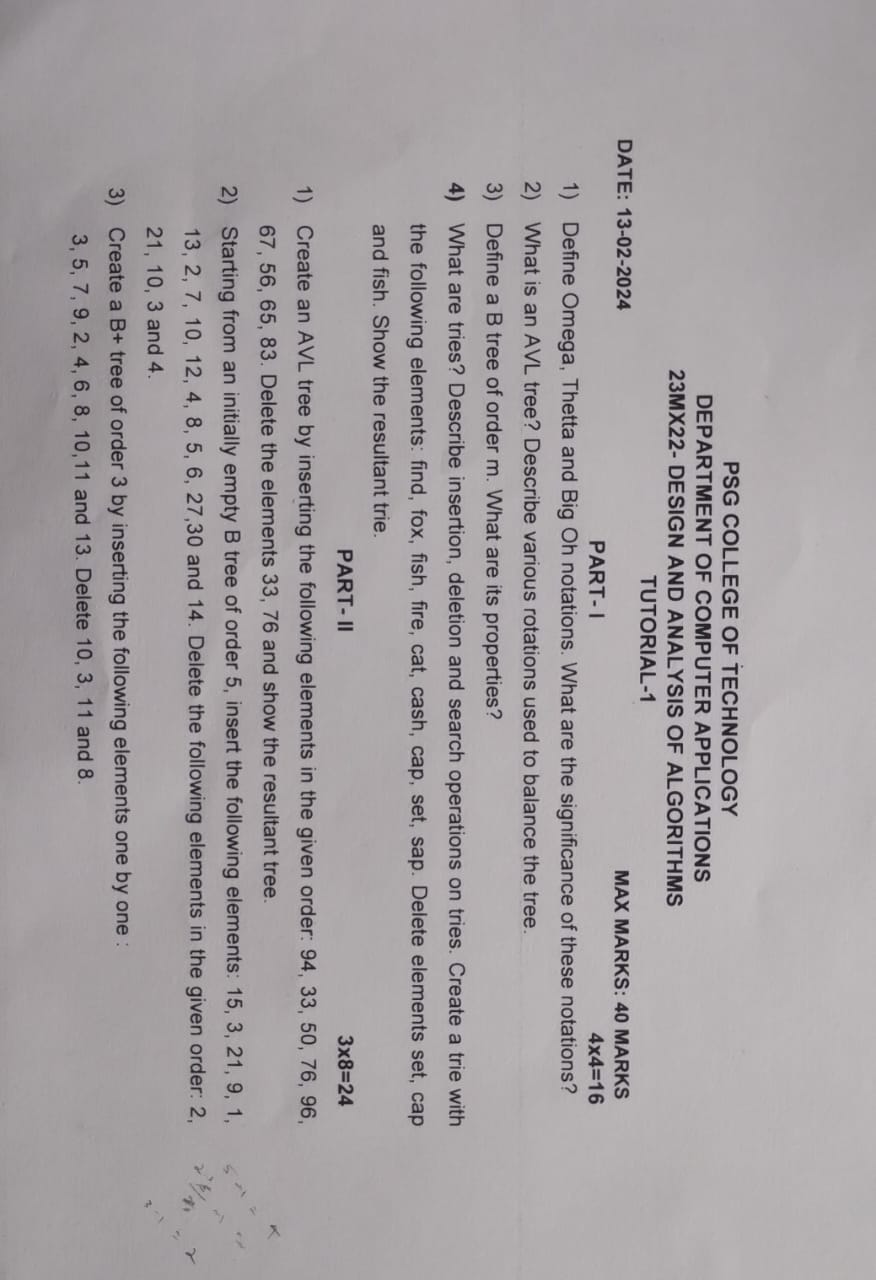 PSG COLLEGE OF TECHNOLOGY
DEPARTMENT OF COMPUTER APPLICATIONS
23MX22- DESIGN AND ANALYSIS OF ALGORITHMS
TUTORIAL-1
DATE: 13-02-2024 MAX MARKS: 40 MARKS
PART- I 4x4=16
1) Define Omega, Thetta and Big Oh notations. What are the significance of these notations?
2) What is an AVL tree? Describe various rotations used to balance the tree.
3) Define a B tree of order m. What are its properties?
4) What are tries? Describe insertion, deletion and search operations on tries. Create a trie with
the following elements: find, fox, fish, fire, cat, cash, cap, set, sap. Delete elements set, cap
and fish. Show the resultant trie.
PART- II 3x8=24
1) Create an AVL tree by inserting the following elements in the given order: 94, 33, 50, 76, 96,
67, 56, 65, 83. Delete the elements 33, 76 and show the resultant tree.
2) Starting from an initially empty B tree of order 5, insert the following elements: 15, 3, 21, 9, 1,
13, 2, 7, 10, 12, 4, 8, 5, 6, 27,30 and 14. Delete the following elements in the given order: 2,
21, 10, 3 and 4.
3) Create a B+ tree of order 3 by inserting the following elements one by one :
3, 5, 7, 9, 2, 4, 6, 8, 10,11 and 13. Delete 10, 3, 11 and 8.